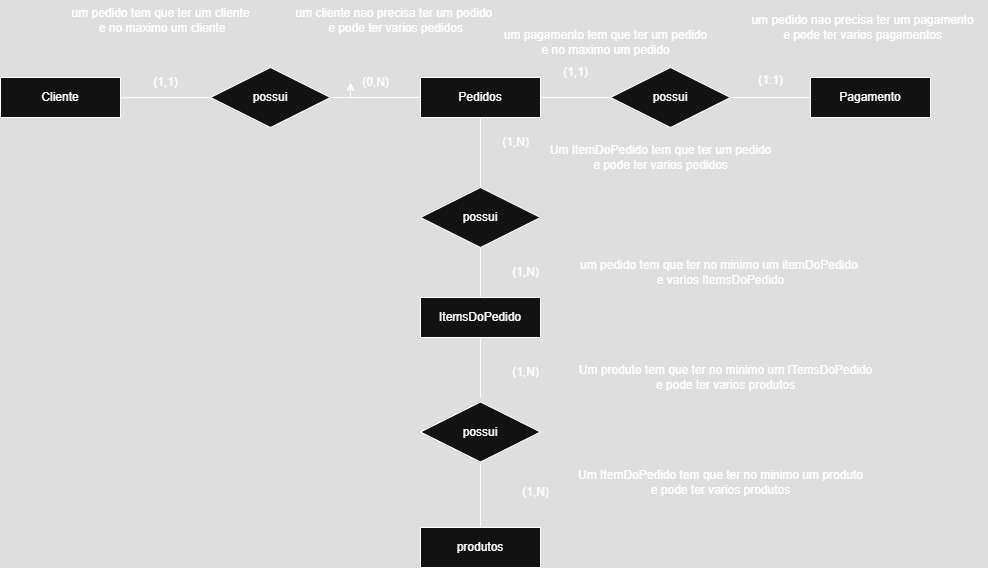 um pedido tem que ter um cliente
e no maximo um cliente
um cliente nao precisa ter um pedido
e pode ter varios pedidos
um pagamento tem que ter um pedido
e no maximo um pedido
um pedido nao precisa ter um pagamento
e pode ter varios pagamentos
Cliente
(1,1)
possui
(0,N)
Pedidos
(1,1)
possui
(1:1)
Pagamento
(1,N)
Um ItemDoPedido tem que ter um pedido
e pode ter varios pedidos
possui
(1,N)
um pedido tem que ter no minimo um itemDoPedido
e varios ItemsDoPedido
ItemsDoPedido
(1,N)
Um produto tem que ter no minimo um ITemsDoPedido
e pode ter varios produtos
possui
(1,N)
Um ItemDoPedido tem que ter no minimo um produto
e pode ter varios produtos
produtos